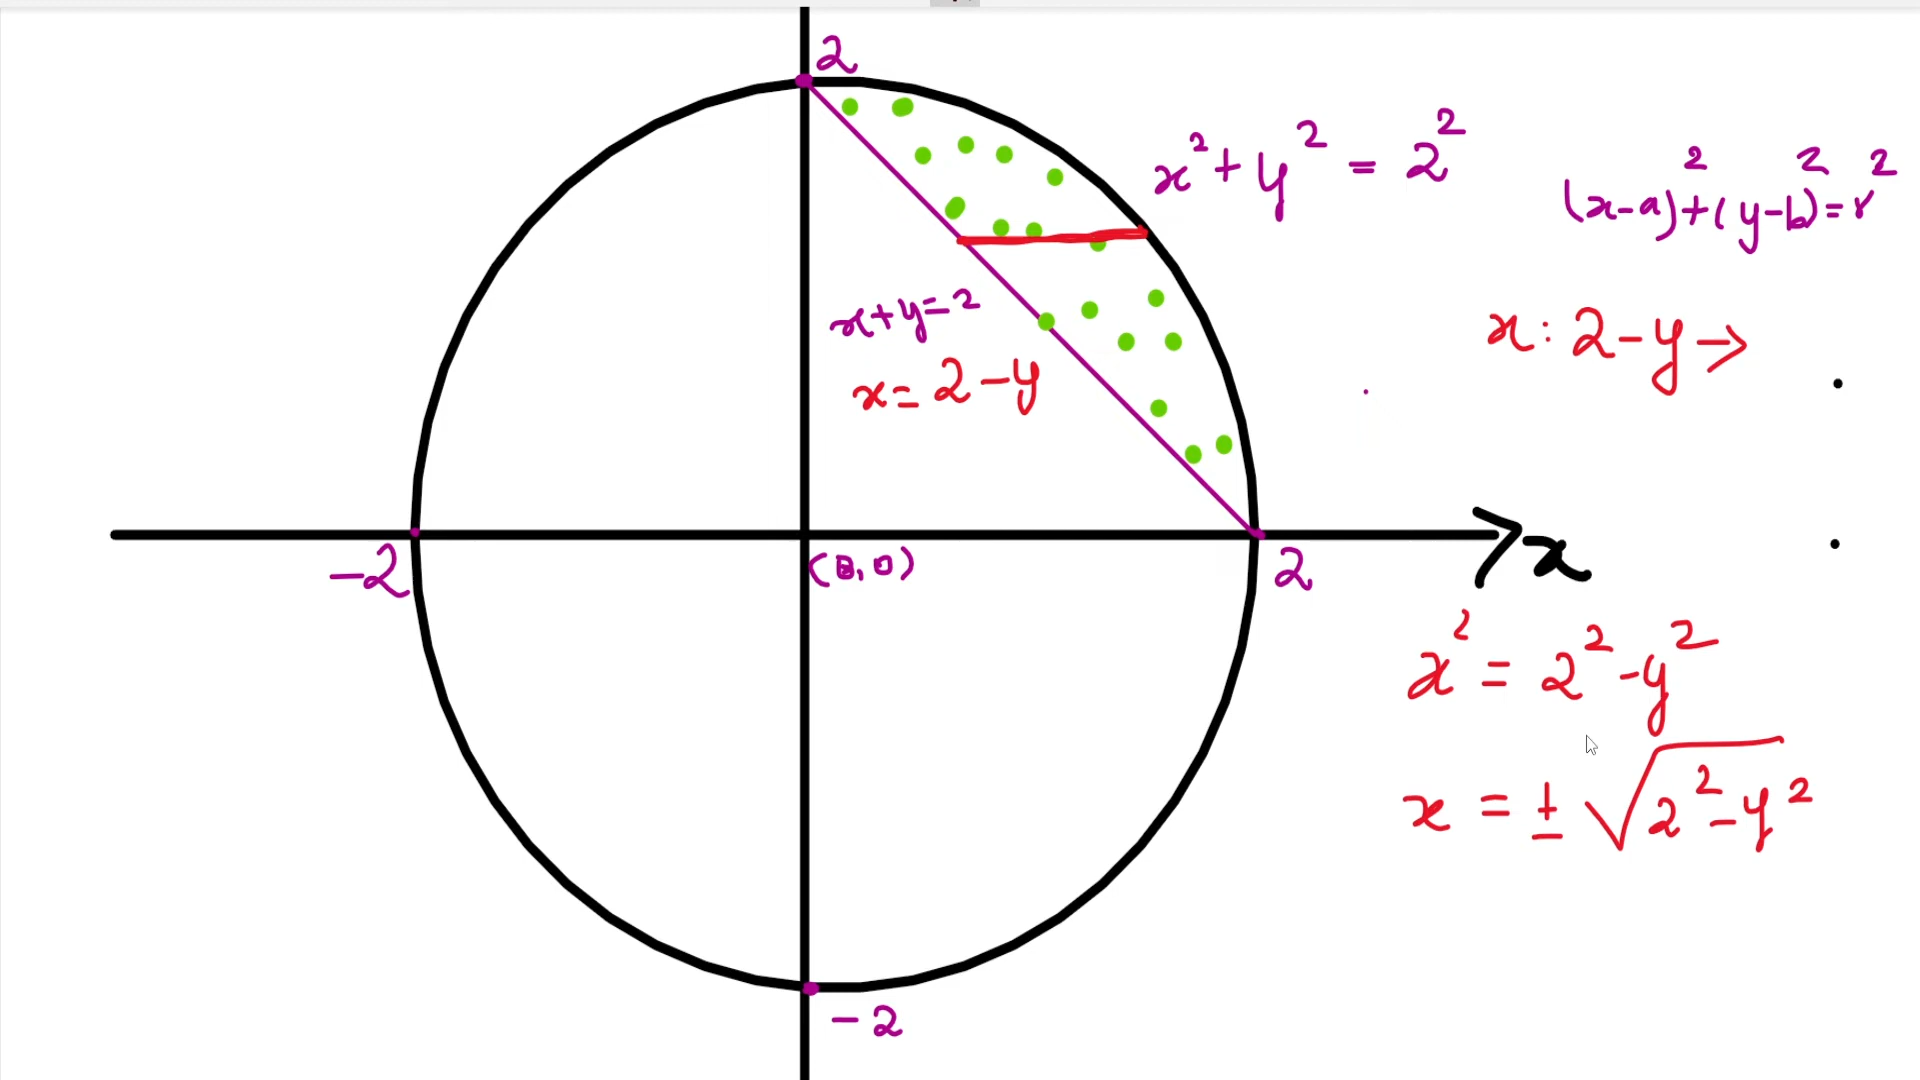 2
x² + y² = 2²
(x-a)² + (y-b)² = r²
x+y=2
x = 2-y
x : 2-y →
-2
(0,0)
2
x
x² = 2² - y²
x = ± √(2² - y²)
-2